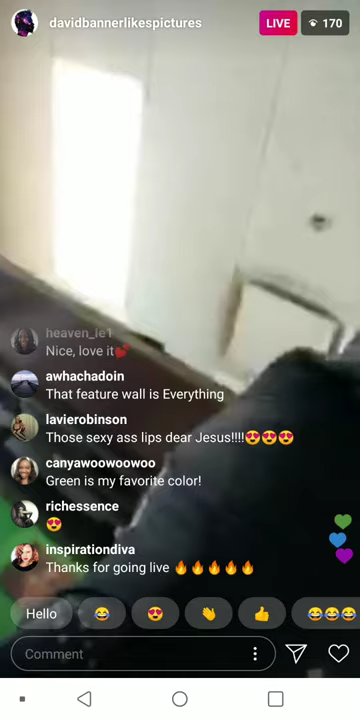 davidbannerlikespictures LIVE 170
heaven_ie1
Nice, love it💕
awhachadoin
That feature wall is Everything
lavierobinson
Those sexy ass lips dear Jesus!!!!😍😍😍
canyawoowoowoo
Green is my favorite color!
richessence
😍
inspirationdiva
Thanks for going live 🔥🔥🔥🔥🔥
Hello 😂 😍 👏 👍 😂😂😂
Comment